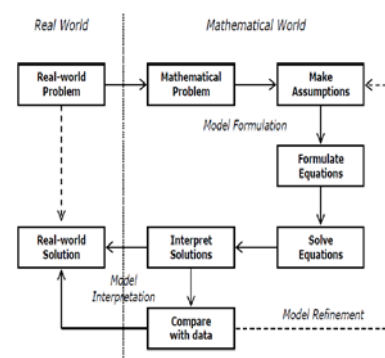 Real World
Mathematical World
Real-world
Problem
Mathematical
Problem
Make
Assumptions
Model Formulation
Formulate
Equations
Real-world
Solution
Interpret
Solutions
Solve
Equations
Model
Interpretation
Compare
with data
Model Refinement